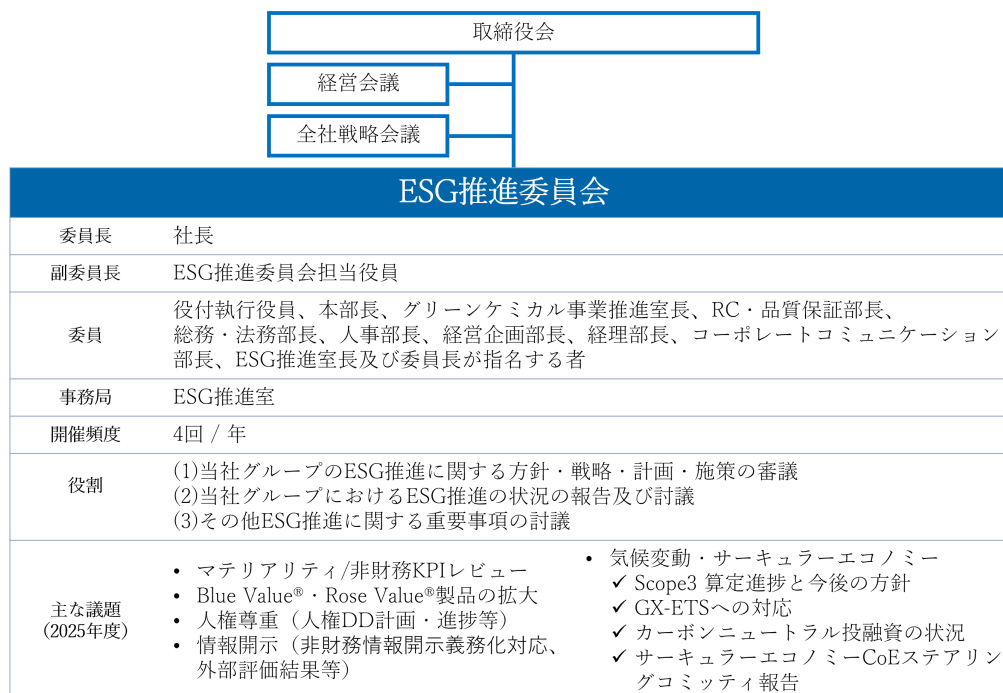 取締役会
経営会議
全社戦略会議
ESG推進委員会
委員長
社長
副委員長
ESG推進委員会担当役員
委員
役付執行役員、本部長、グリーンケミカル事業推進室長、RC・品質保証部長、
総務・法務部長、人事部長、経営企画部長、経理部長、コーポレートコミュニケーション
部長、ESG推進室長及び委員長が指名する者
事務局
ESG推進室
開催頻度
4回 / 年
役割
(1)当社グループのESG推進に関する方針・戦略・計画・施策の審議
(2)当社グループにおけるESG推進の状況の報告及び討議
(3)その他ESG推進に関する重要事項の討議
主な議題
(2025年度)
• マテリアリティ/非財務KPIレビュー
• Blue Value®・Rose Value®製品の拡大
• 人権尊重（人権DD計画・進捗等）
• 情報開示（非財務情報開示義務化対応、
外部評価結果等）
• 気候変動・サーキュラーエコノミー
✓ Scope3 算定進捗と今後の方針
✓ GX-ETSへの対応
✓ カーボンニュートラル投融資の状況
✓ サーキュラーエコノミーCoEステアリン
グコミッティ報告